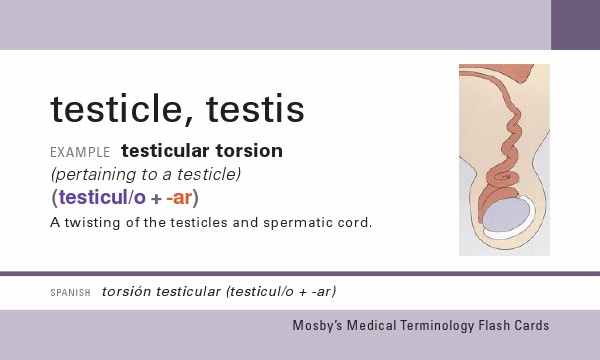 testicle, testis
EXAMPLE testicular torsion
(pertaining to a testicle)
(testicul/o + -ar)
A twisting of the testicles and spermatic cord.
SPANISH torsión testicular (testicul/o + -ar)
Mosby's Medical Terminology Flash Cards